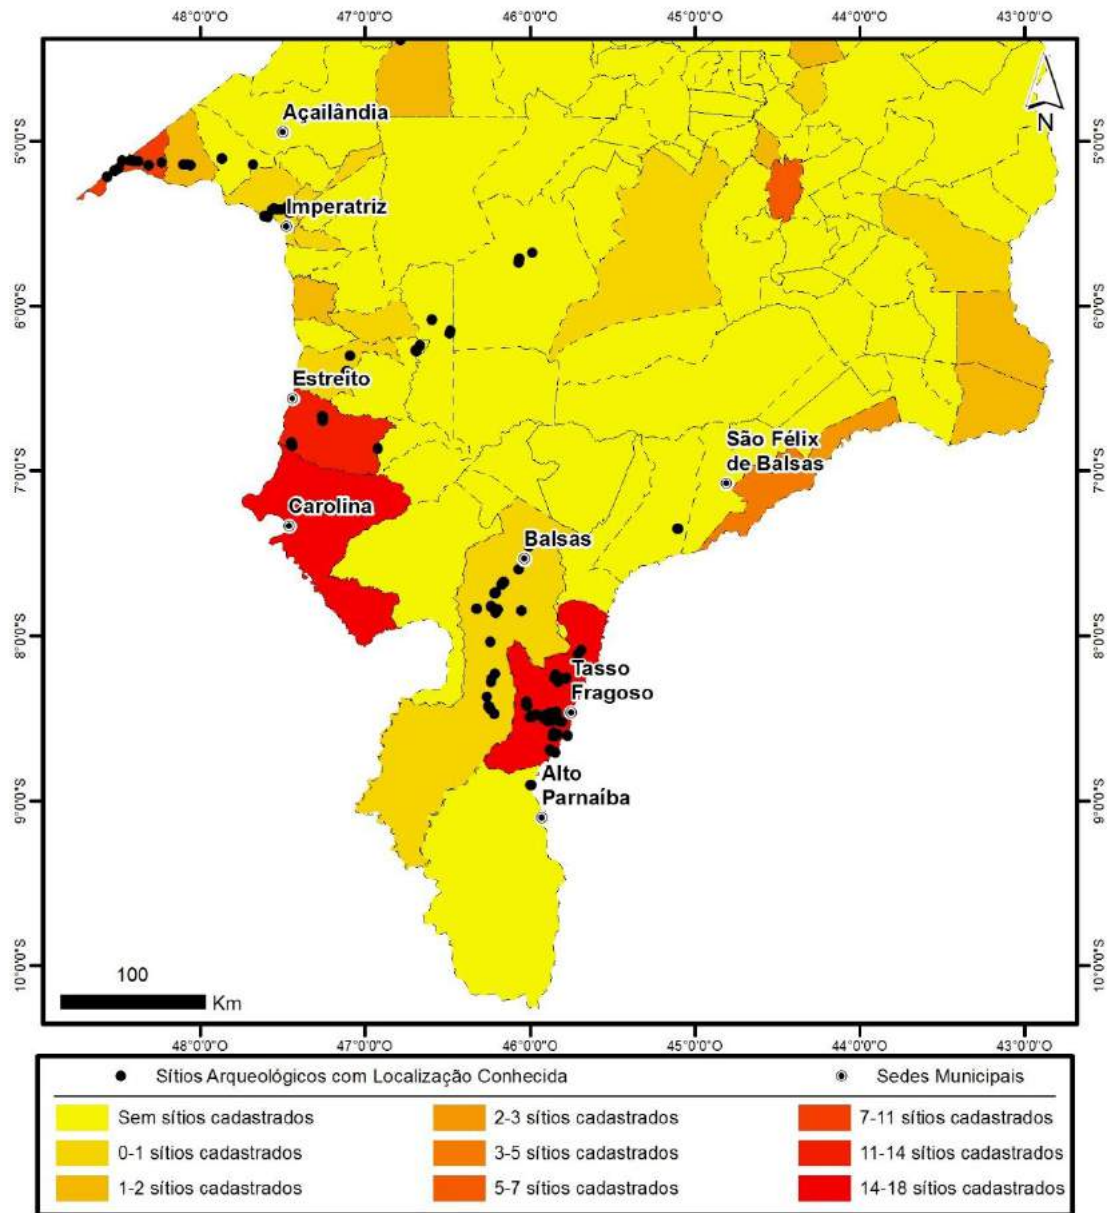 48°0'0"O 47°0'0"O 46°0'0"O 45°0'0"O 44°0'0"O 43°0'0"O
N
Açailândia
5°0'0"S 5°0'0"S
Imperatriz
6°0'0"S 6°0'0"S
Estreito
São Félix
de Balsas
7°0'0"S 7°0'0"S
Carolina
Balsas
8°0'0"S 8°0'0"S
Tasso
Fragoso
Alto
Parnaíba
9°0'0"S 9°0'0"S
10°0'0"S 10°0'0"S
100
Km
48°0'0"O 47°0'0"O 46°0'0"O 45°0'0"O 44°0'0"O 43°0'0"O
Sítios Arqueológicos com Localização Conhecida Sedes Municipais
Sem sítios cadastrados 2-3 sítios cadastrados 7-11 sítios cadastrados
0-1 sítios cadastrados 3-5 sítios cadastrados 11-14 sítios cadastrados
1-2 sítios cadastrados 5-7 sítios cadastrados 14-18 sítios cadastrados